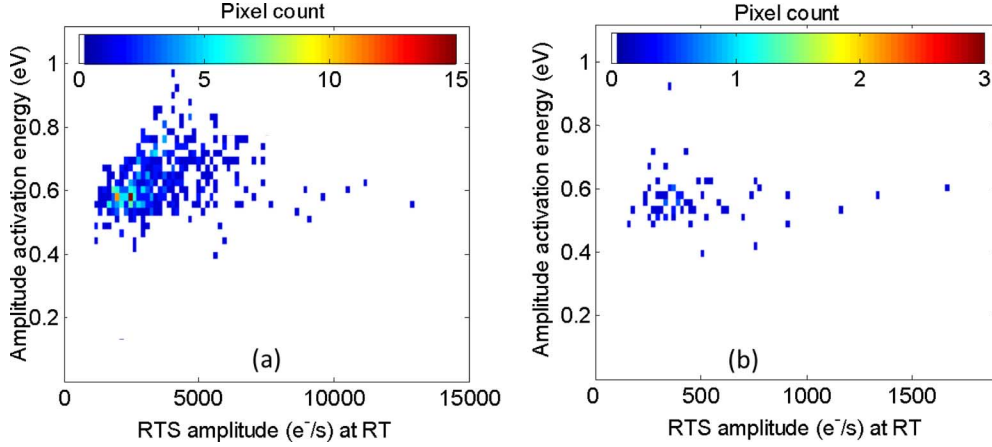 Pixel count
0 5 10 15
Amplitude activation energy (eV)
1
0.8
0.6
0.4
0.2
(a)
0 5000 10000 15000
RTS amplitude (e⁻/s) at RT
Pixel count
0 1 2 3
Amplitude activation energy (eV)
1
0.8
0.6
0.4
0.2
(b)
0 500 1000 1500
RTS amplitude (e⁻/s) at RT